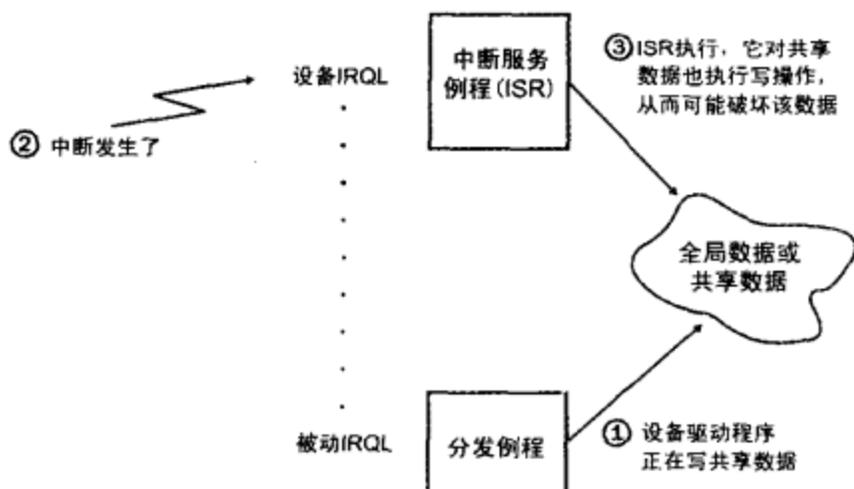 设备IRQL
中断服务
例程(ISR)
③ISR执行，它对共享
数据也执行写操作，
从而可能破坏该数据
② 中断发生了
全局数据或
共享数据
被动IRQL
分发例程
① 设备驱动程序
正在写共享数据